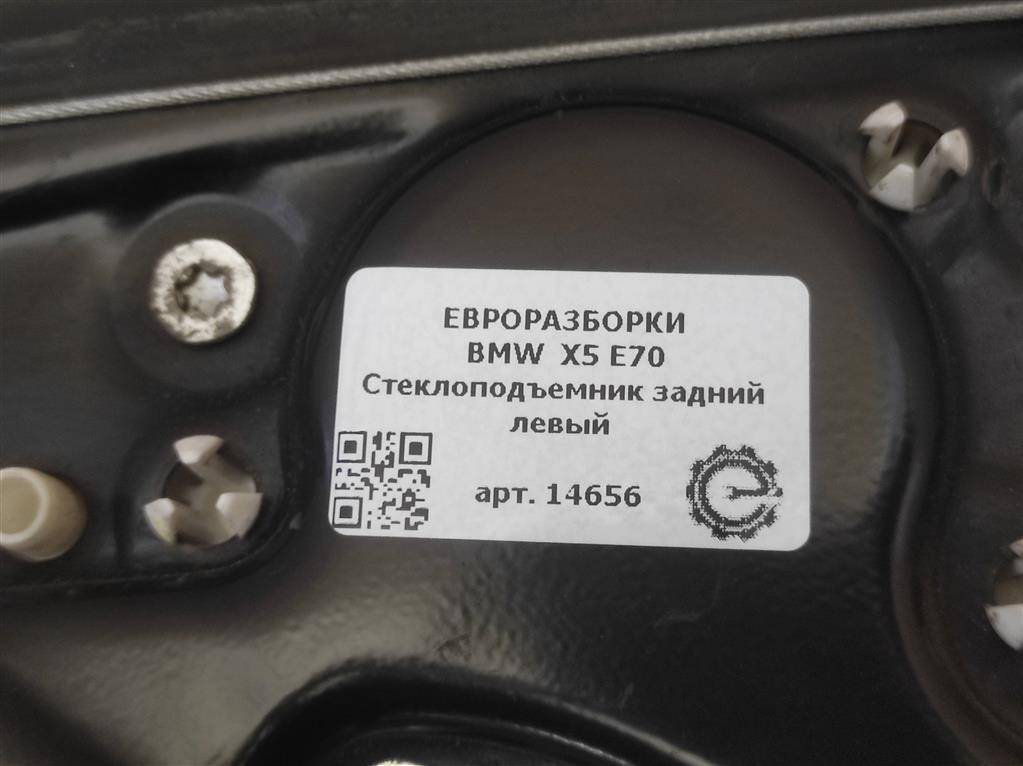 ЕВРОРАЗБОРКИ
BMW X5 E70
Стеклоподъемник задний
левый
арт. 14656